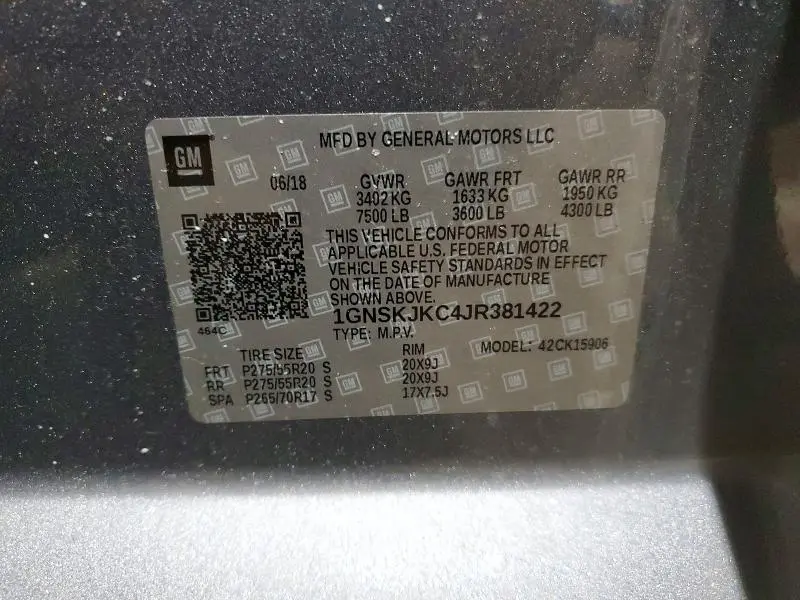 GM
MFD BY GENERAL MOTORS LLC
06/18 GVWR GAWR FRT GAWR RR
3402 KG 1633 KG 1950 KG
7500 LB 3600 LB 4300 LB
THIS VEHICLE CONFORMS TO ALL
APPLICABLE U.S. FEDERAL MOTOR
VEHICLE SAFETY STANDARDS IN EFFECT
ON THE DATE OF MANUFACTURE
SHOWN ABOVE.
464C
1GNSKJKC4JR381422
TYPE: M.P.V. MODEL: 42CK15906
TIRE SIZE RIM
FRT P275/55R20 S 20X9J
RR P275/55R20 S 20X9J
SPA P265/70R17 S 17X7.5J